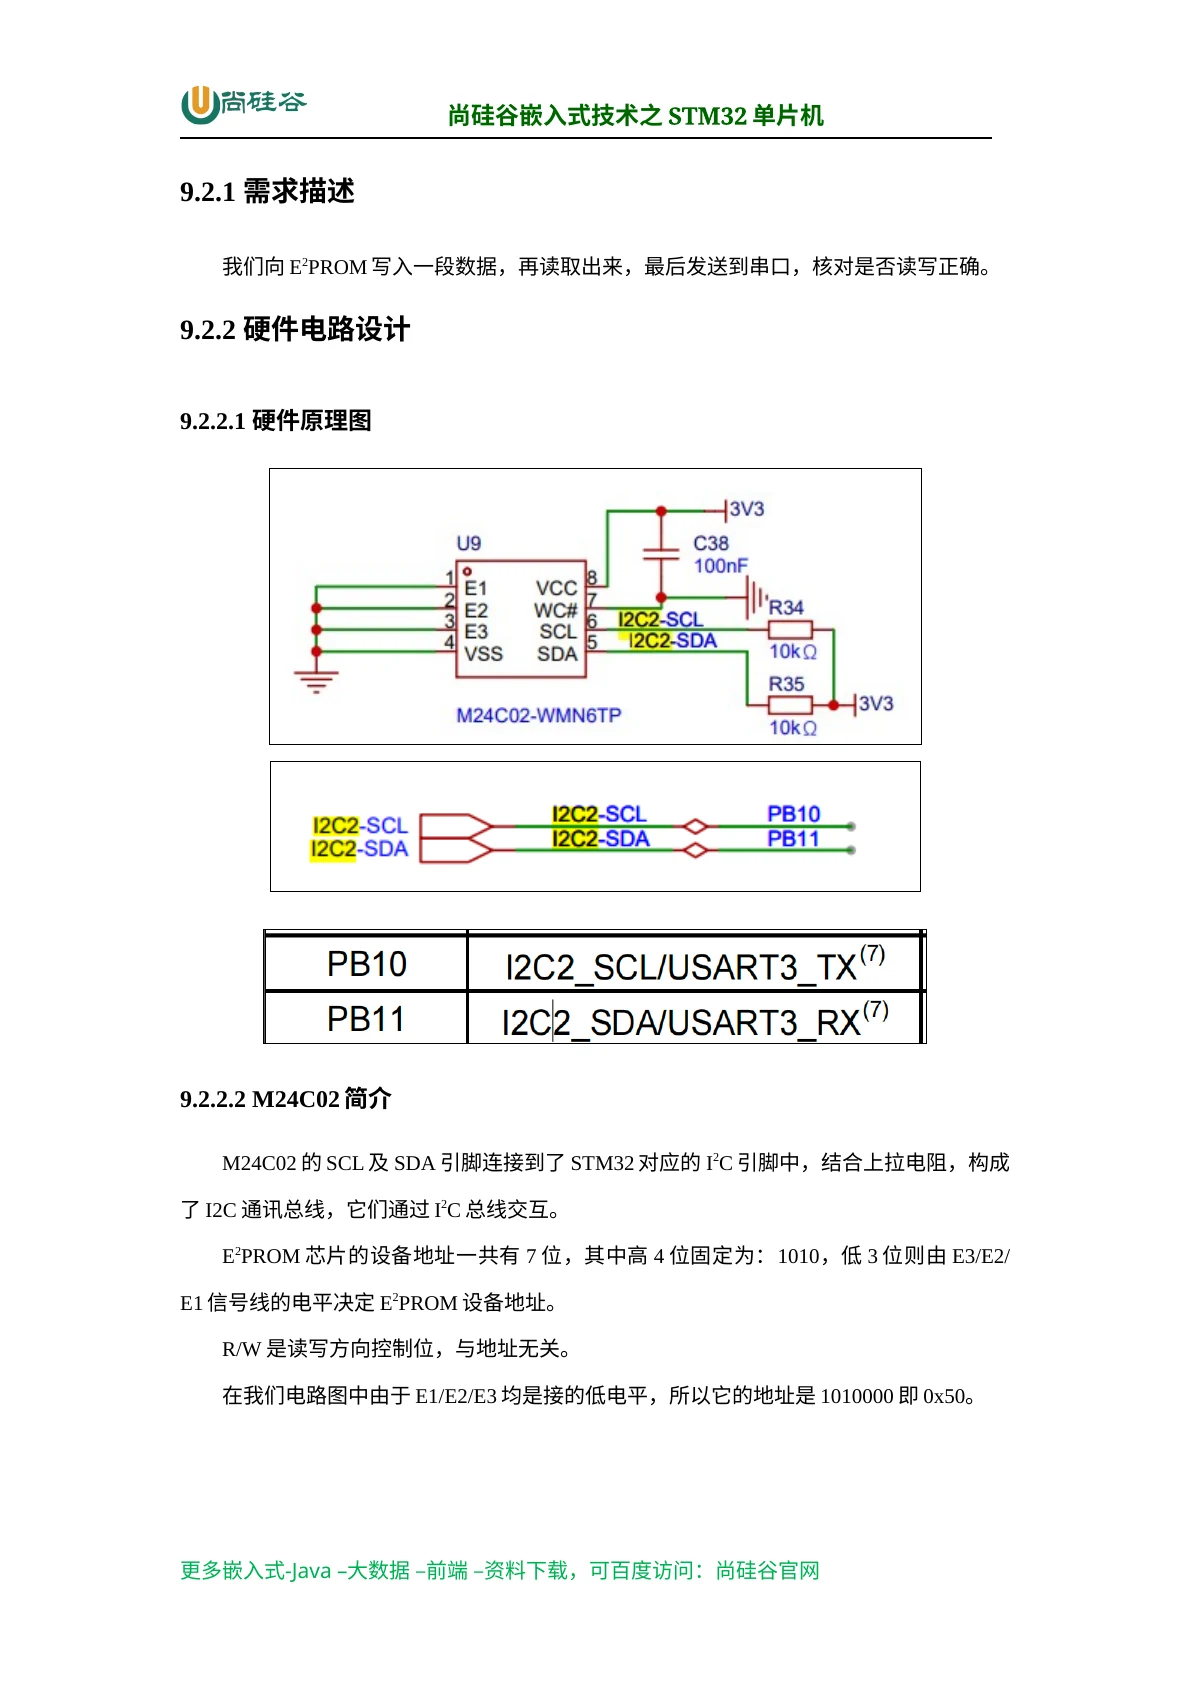 尚硅谷
尚硅谷嵌入式技术之 STM32 单片机
9.2.1 需求描述
我们向 E²PROM 写入一段数据，再读取出来，最后发送到串口，核对是否读写正确。
9.2.2 硬件电路设计
9.2.2.1 硬件原理图
3V3
U9
C38
100nF
1 E1 VCC 8
2 E2 WC# 7
3 E3 SCL 6
4 VSS SDA 5
I2C2-SCL
I2C2-SDA
R34
10kΩ
R35
3V3
10kΩ
M24C02-WMN6TP
I2C2-SCL I2C2-SCL PB10
I2C2-SDA I2C2-SDA PB11
PB10 I2C2_SCL/USART3_TX(7)
PB11 I2C2_SDA/USART3_RX(7)
9.2.2.2 M24C02 简介
M24C02 的 SCL 及 SDA 引脚连接到了 STM32 对应的 I²C 引脚中，结合上拉电阻，构成
了 I2C 通讯总线，它们通过 I²C 总线交互。
E²PROM 芯片的设备地址一共有 7 位，其中高 4 位固定为：1010，低 3 位则由 E3/E2/
E1 信号线的电平决定 E²PROM 设备地址。
R/W 是读写方向控制位，与地址无关。
在我们电路图中由于 E1/E2/E3 均是接的低电平，所以它的地址是 1010000 即 0x50。
更多嵌入式-Java –大数据 –前端 –资料下载，可百度访问：尚硅谷官网